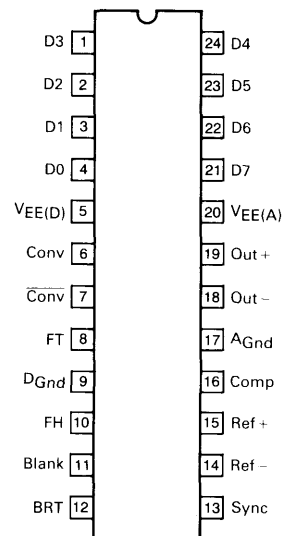 D3 1 24 D4
D2 2 23 D5
D1 3 22 D6
D0 4 21 D7
VEE(D) 5 20 VEE(A)
Conv 6 19 Out+
Conv 7 18 Out-
FT 8 17 AGnd
DGnd 9 16 Comp
FH 10 15 Ref+
Blank 11 14 Ref-
BRT 12 13 Sync